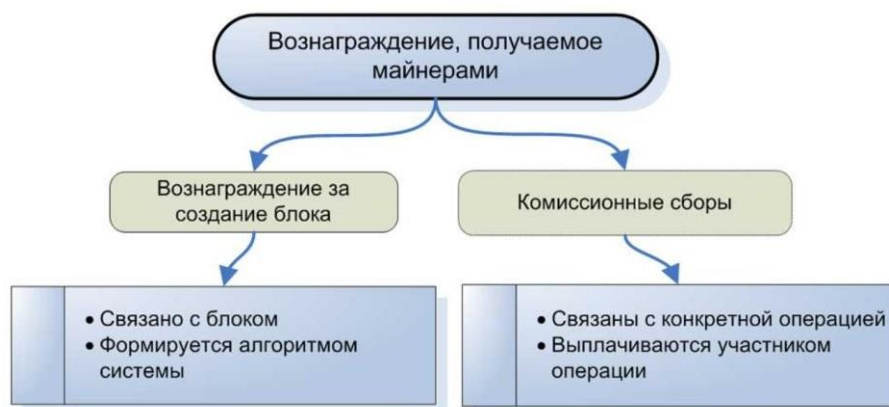 Вознаграждение, получаемое
майнерами
Вознаграждение за
создание блока
Комиссионные сборы
• Связано с блоком
• Формируется алгоритмом
системы
• Связаны с конкретной операцией
• Выплачиваются участником
операции